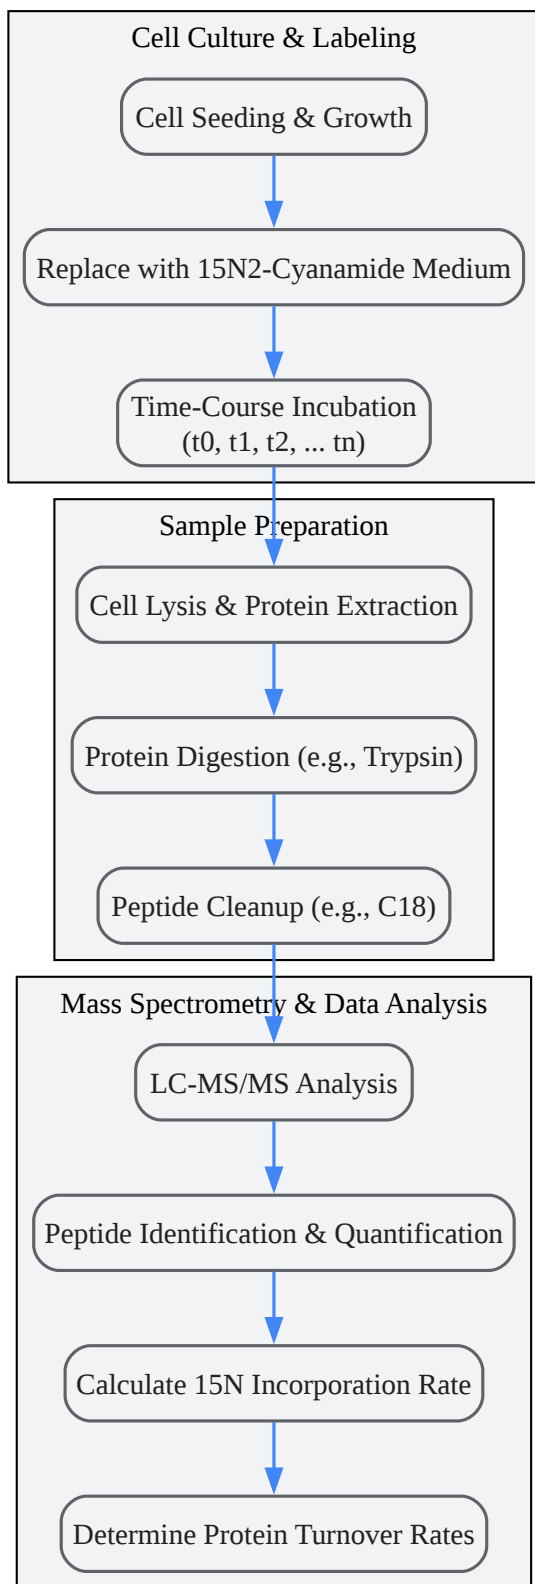 Cell Culture & Labeling
Cell Seeding & Growth
Replace with 15N2-Cyanamide Medium
Time-Course Incubation
(t0, t1, t2, ... tn)
Sample Preparation
Cell Lysis & Protein Extraction
Protein Digestion (e.g., Trypsin)
Peptide Cleanup (e.g., C18)
Mass Spectrometry & Data Analysis
LC-MS/MS Analysis
Peptide Identification & Quantification
Calculate 15N Incorporation Rate
Determine Protein Turnover Rates